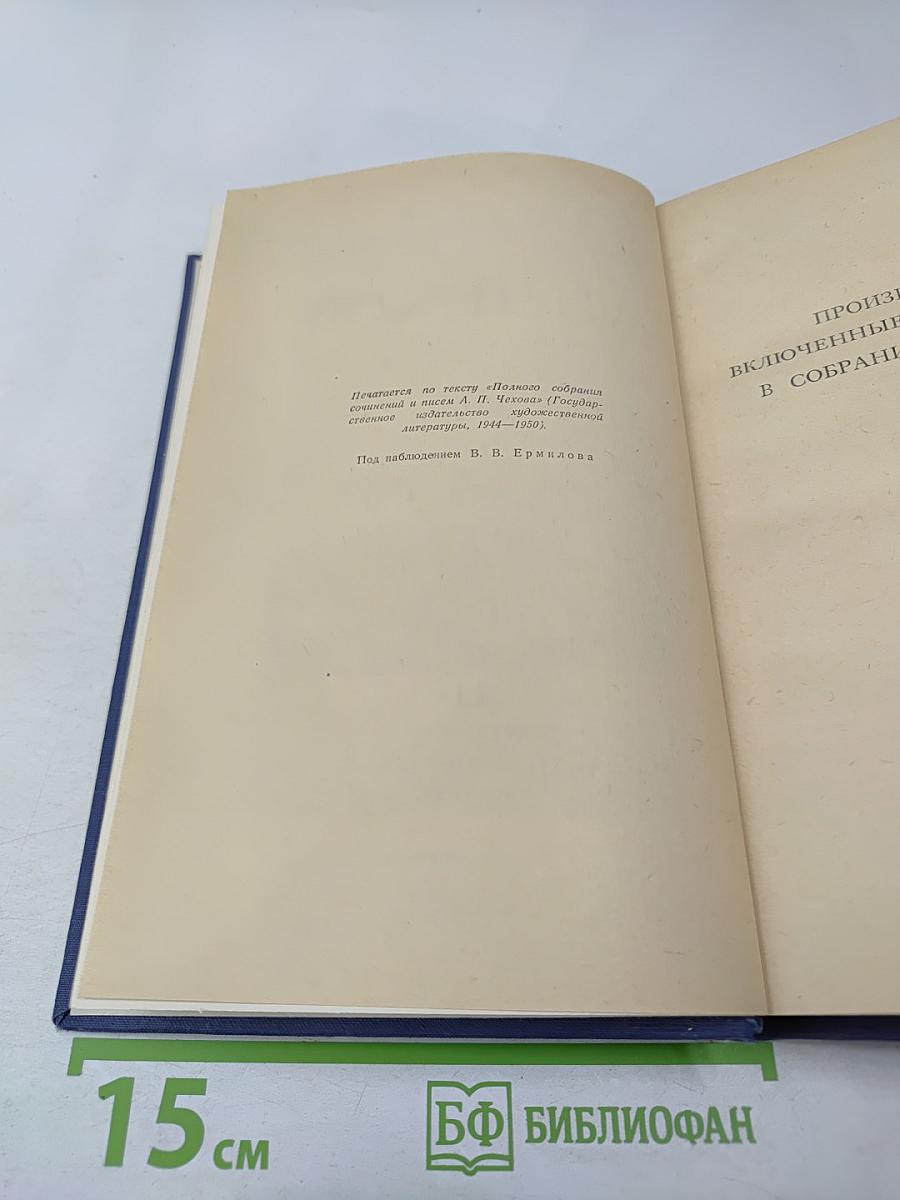 Печатается по тексту «Полного собрания
сочинений и писем А. П. Чехова» (Государ-
ственное издательство художественной
литературы, 1944—1950).
Под наблюдением В. В. Ермилова
ВКЛЮЧЕННЫЕ
В
15 см
БФ БИБЛИОФАН